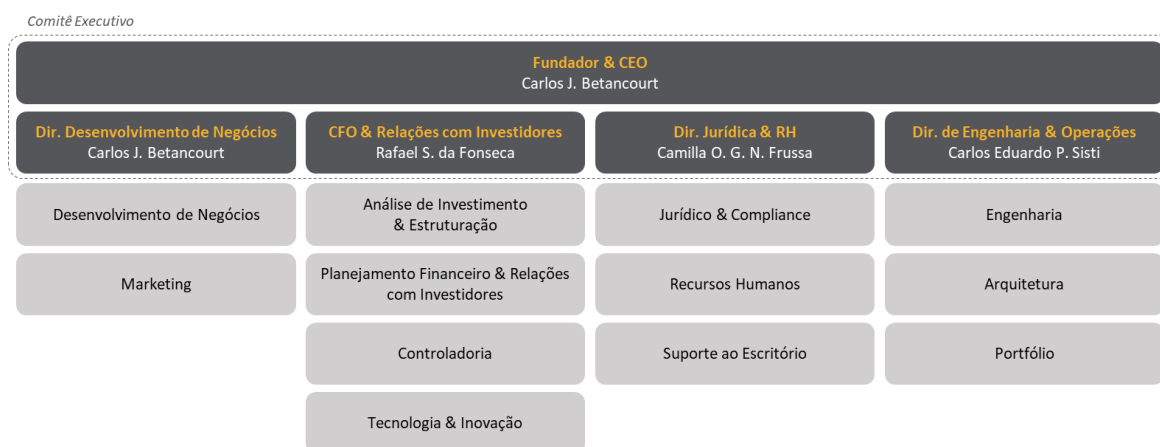 Comitê Executivo
Fundador & CEO
Carlos J. Betancourt
Dir. Desenvolvimento de Negócios
Carlos J. Betancourt
CFO & Relações com Investidores
Rafael S. da Fonseca
Dir. Jurídica & RH
Camilla O. G. N. Frussa
Dir. de Engenharia & Operações
Carlos Eduardo P. Sisti
Desenvolvimento de Negócios
Análise de Investimento
& Estruturação
Jurídico & Compliance
Engenharia
Marketing
Planejamento Financeiro & Relações
com Investidores
Recursos Humanos
Arquitetura
Controladoria
Suporte ao Escritório
Portfólio
Tecnologia & Inovação